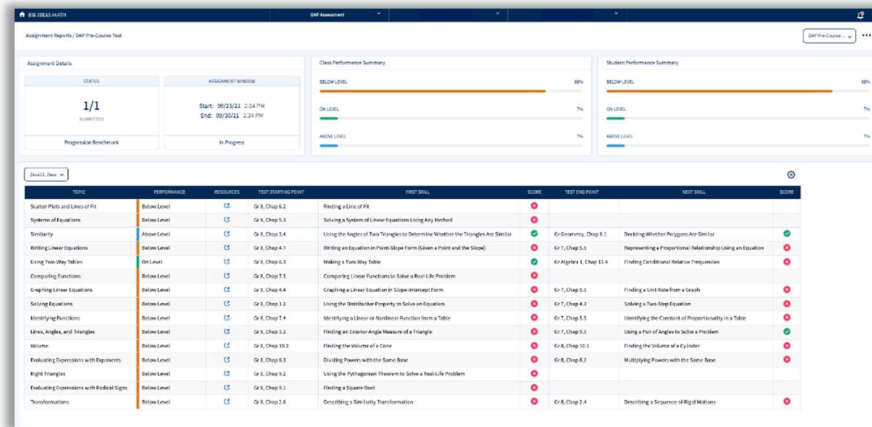 BIG IDEAS MATH
DAP Assessment
Assignment Reports / DAP Pre-Course Test
DAP Pre-Course ...
Assignment Details
STATUS
1/1
SUBMITTED
Progression Benchmark
ASSIGNMENT WINDOW
Start: 09/23/21 2:24 PM
End: 09/30/21 2:24 PM
In Progress
Class Performance Summary
BELOW LEVEL
ON LEVEL 7%
ABOVE LEVEL 7%
Student Performance Summary
BELOW LEVEL
ON LEVEL 7%
ABOVE LEVEL 7%
TOPIC PERFORMANCE RESOURCES TEST STARTING POINT FIRST SKILL SCORE TEST END POINT NEXT SKILL SCORE
Scatter Plots and Lines of Fit Below Level Gr 8, Chap 6.2 Finding a Line of Fit
Systems of Equations Below Level Gr 8, Chap 5.3 Solving a System of Linear Equations Using Any Method
Similarity Above Level Gr 8, Chap 3.4 Using the Angles of Two Triangles to Determine Whether the Triangles Are Similar Gr Geometry, Chap 8.1 Deciding Whether Polygons Are Similar
Writing Linear Equations Below Level Gr 8, Chap 4.7 Writing an Equation in Point-Slope Form (Given a Point and the Slope) Gr 7, Chap 5.5 Representing a Proportional Relationship Using an Equation
Using Two-Way Tables On Level Gr 8, Chap 6.3 Making a Two-Way Table Gr Algebra 1, Chap 11.4 Finding Conditional Relative Frequencies
Comparing Functions Below Level Gr 8, Chap 7.3 Comparing Linear Functions to Solve a Real-Life Problem
Graphing Linear Equations Below Level Gr 8, Chap 4.4 Graphing a Linear Equation in Slope-Intercept Form Gr 7, Chap 5.5 Finding a Unit Rate from a Graph
Solving Equations Below Level Gr 8, Chap 1.2 Using the Distributive Property to Solve an Equation Gr 7, Chap 4.3 Solving a Two-Step Equation
Identifying Functions Below Level Gr 8, Chap 7.4 Identifying a Linear or Nonlinear Function from a Table Gr 7, Chap 5.5 Identifying the Constant of Proportionality in a Table
Lines, Angles, and Triangles Below Level Gr 8, Chap 3.2 Finding an Exterior Angle Measure of a Triangle Gr 7, Chap 9.5 Using a Pair of Angles to Solve a Problem
Volume Below Level Gr 8, Chap 10.2 Finding the Volume of a Cone Gr 8, Chap 10.1 Finding the Volume of a Cylinder
Evaluating Expressions with Exponents Below Level Gr 8, Chap 8.3 Dividing Powers with the Same Base Gr 8, Chap 8.2 Multiplying Powers with the Same Base
Right Triangles Below Level Gr 8, Chap 9.2 Using the Pythagorean Theorem to Solve a Real-Life Problem
Evaluating Expressions with Radical Signs Below Level Gr 8, Chap 9.1 Finding a Square Root
Transformations Below Level Gr 8, Chap 2.6 Describing a Similarity Transformation Gr 8, Chap 2.4 Describing a Sequence of Rigid Motions